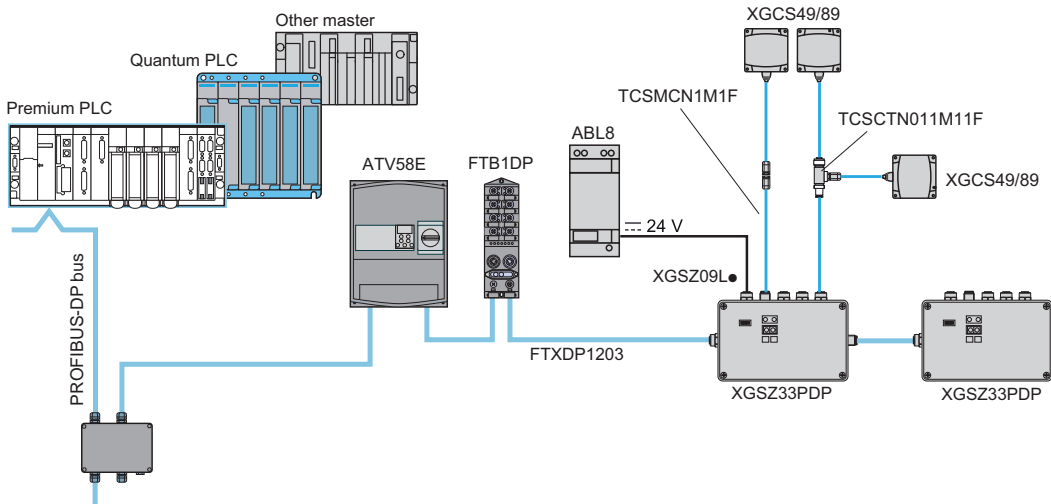 XGCS49/89
Other master
Quantum PLC
Premium PLC
TCSMCN1M1F
TCSCTN011M11F
ABL8
ATV58E
FTB1DP
XGCS49/89
24 V
XGSZ09L●
PROFIBUS-DP bus
FTXDP1203
XGSZ33PDP
XGSZ33PDP